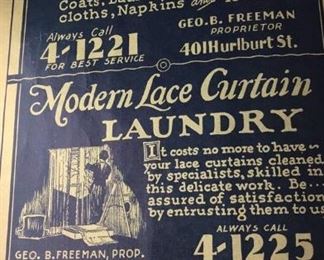 Coats,
cloths, Napkins and
Always Call
4-1221
FOR BEST SERVICE
GEO. B. FREEMAN
PROPRIETOR
401 Hurlburt St.
Modern Lace Curtain
LAUNDRY
It costs no more to have
your lace curtains cleaned
by specialists, skilled in
this delicate work. Be
assured of satisfaction
by entrusting them to us
GEO. B. FREEMAN, PROP.
ALWAYS CALL
4-1225